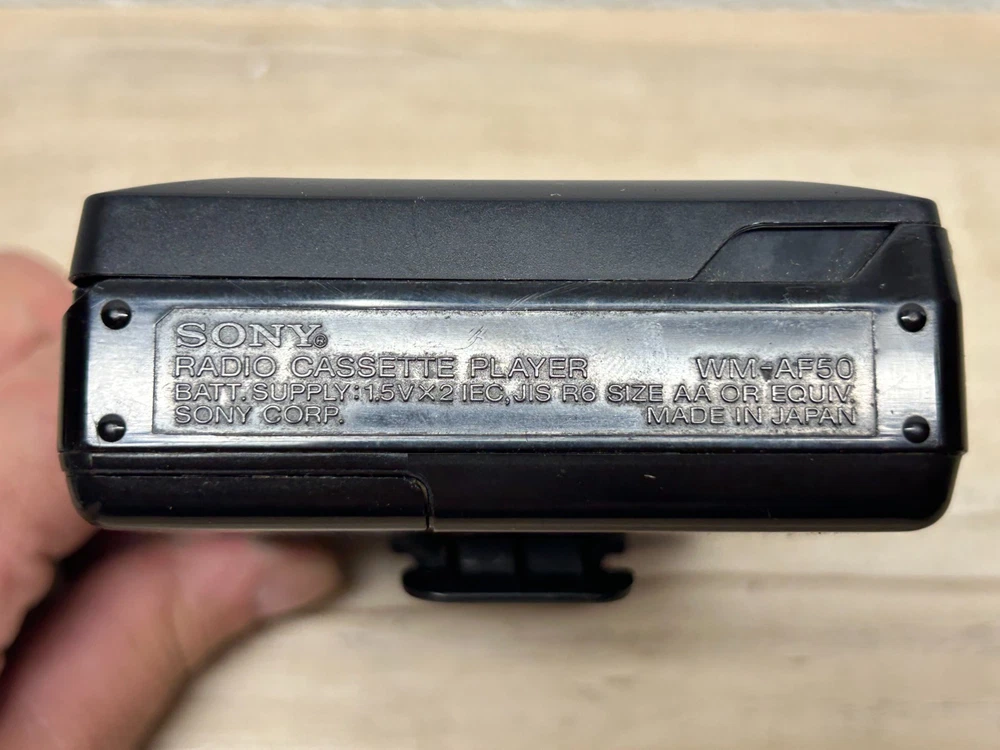 SONY®
RADIO CASSETTE PLAYER WM-AF50
BATT. SUPPLY: 1.5V×2 IEC, JIS R6 SIZE AA OR EQUIV.
SONY CORP. MADE IN JAPAN